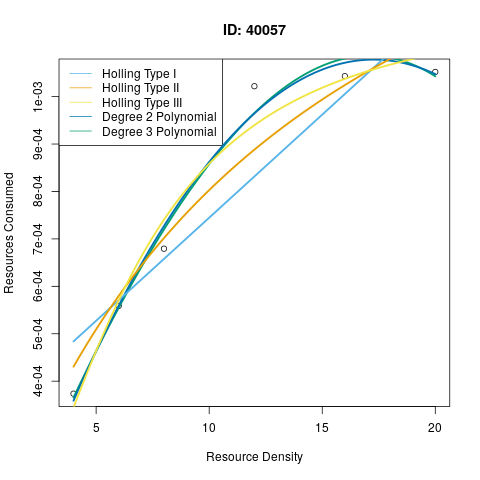 ID: 40057
Holling Type I
Holling Type II
Holling Type III
Degree 2 Polynomial
Degree 3 Polynomial
Resources Consumed
1e-03
9e-04
8e-04
7e-04
6e-04
5e-04
4e-04
5 10 15 20
Resource Density